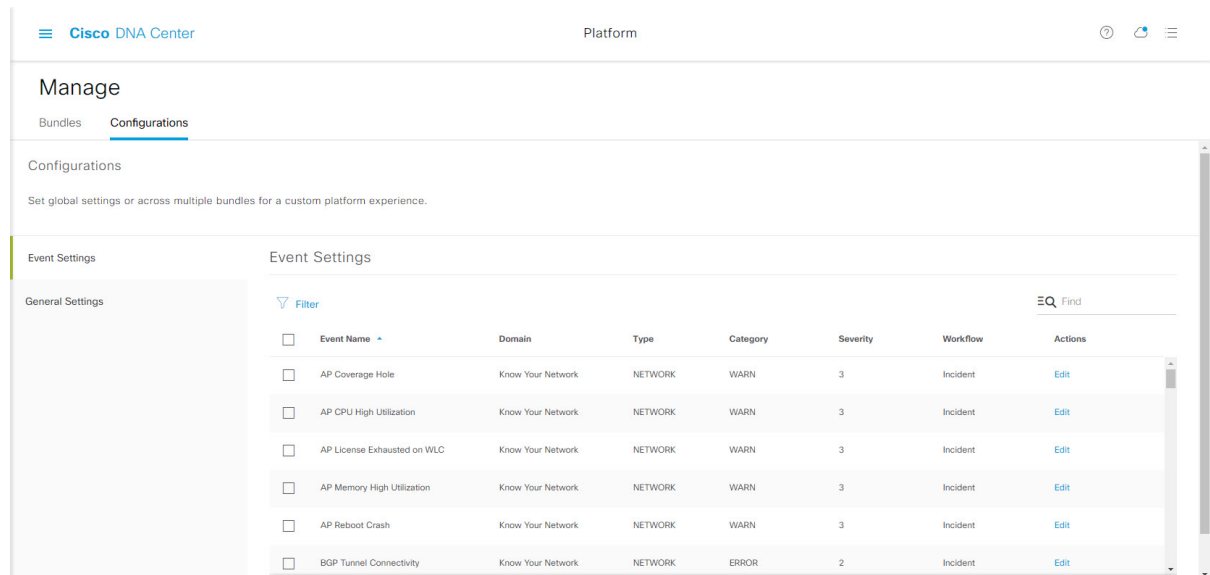 Cisco DNA Center
Platform
Manage
Bundles Configurations
Configurations
Set global settings or across multiple bundles for a custom platform experience.
Event Settings
General Settings
Event Settings
Filter
Find
Event Name Domain Type Category Severity Workflow Actions
AP Coverage Hole Know Your Network NETWORK WARN 3 Incident Edit
AP CPU High Utilization Know Your Network NETWORK WARN 3 Incident Edit
AP License Exhausted on WLC Know Your Network NETWORK WARN 3 Incident Edit
AP Memory High Utilization Know Your Network NETWORK WARN 3 Incident Edit
AP Reboot Crash Know Your Network NETWORK WARN 3 Incident Edit
BGP Tunnel Connectivity Know Your Network NETWORK ERROR 2 Incident Edit